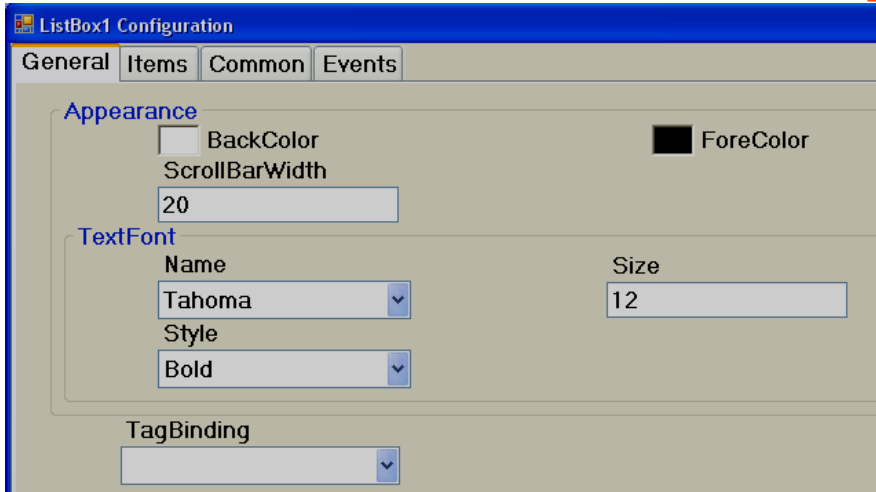 ListBox1 Configuration
General Items Common Events
Appearance
BackColor ForeColor
ScrollBarWidth
20
TextFont
Name Size
Tahoma 12
Style
Bold
TagBinding